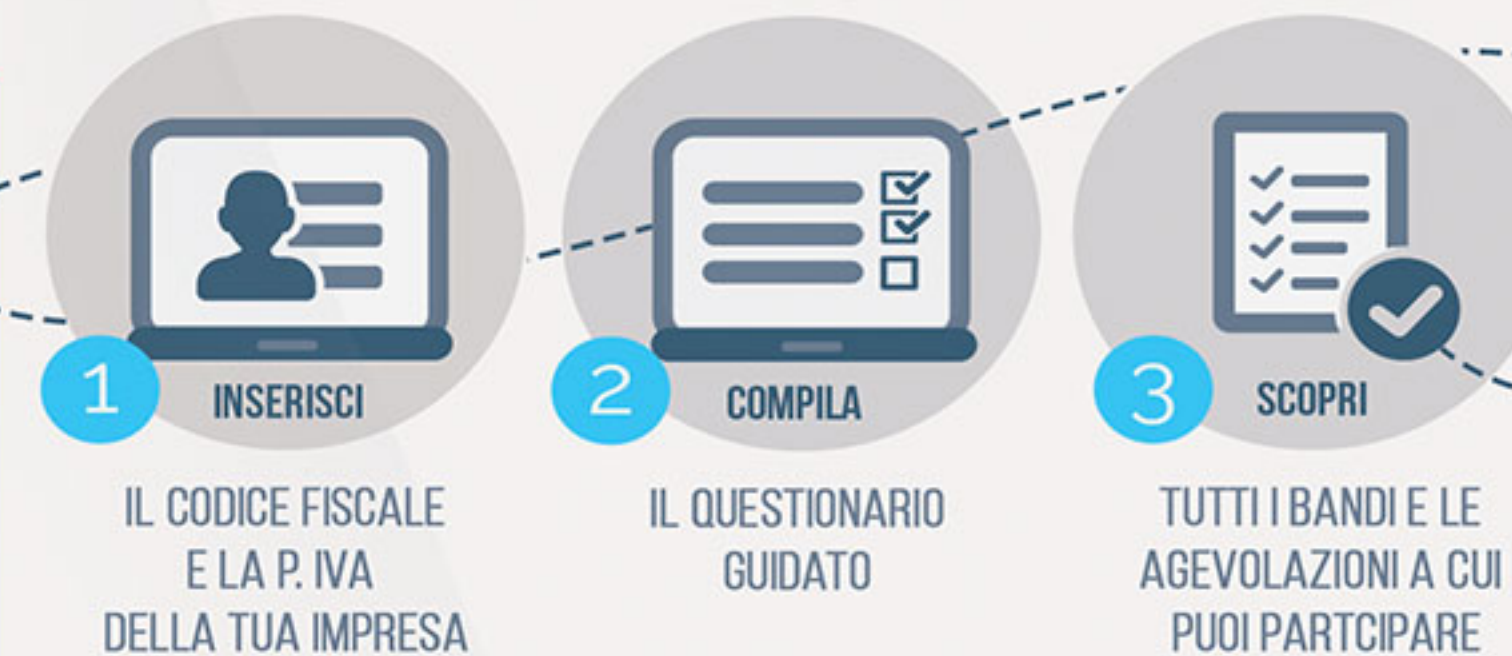 1
INSERISCI
IL CODICE FISCALE
E LA P. IVA
DELLA TUA IMPRESA
2
COMPILA
IL QUESTIONARIO
GUIDATO
3
SCOPRI
TUTTI I BANDI E LE
AGEVOLAZIONI A CUI
PUOI PARTCIPARE